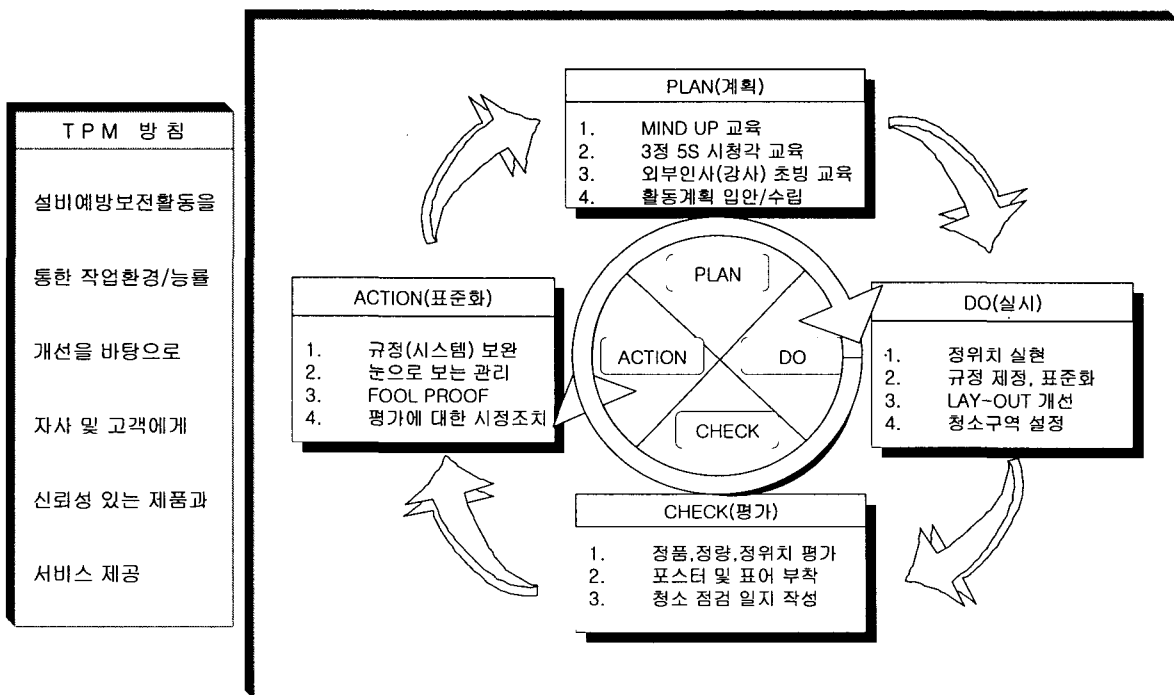 TPM 방침
설비예방보전활동을
통한 작업환경/능률
개선을 바탕으로
자사 및 고객에게
신뢰성 있는 제품과
서비스 제공
PLAN(계획)
1. MIND UP 교육
2. 3정 5S 시청각 교육
3. 외부인사(강사) 초빙 교육
4. 활동계획 입안/수립
ACTION(표준화)
1. 규정(시스템) 보완
2. 눈으로 보는 관리
3. FOOL PROOF
4. 평가에 대한 시정조치
PLAN
ACTION
DO
CHECK
DO(실시)
1. 정위치 실현
2. 규정 제정, 표준화
3. LAY-OUT 개선
4. 청소구역 설정
CHECK(평가)
1. 정품,정량,정위치 평가
2. 포스터 및 표어 부착
3. 청소 점검 일지 작성